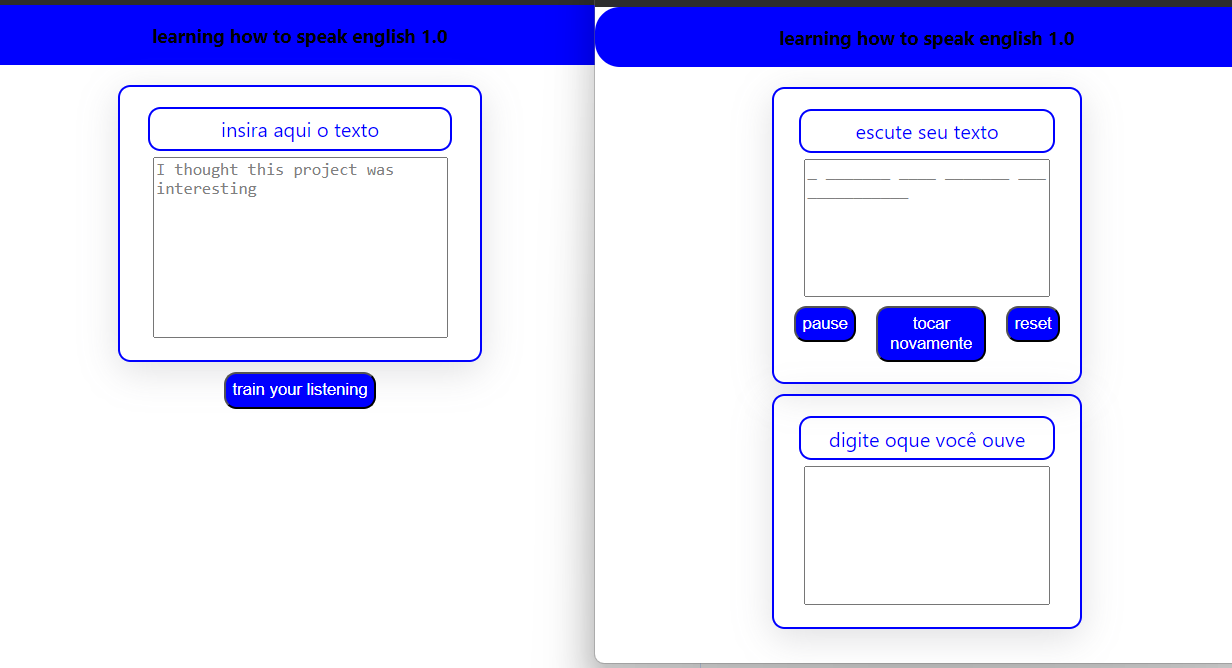 learning how to speak english 1.0
insira aqui o texto
I thought this project was
interesting
train your listening
learning how to speak english 1.0
escute seu texto
_ _______ ____ _______ ___
___________
pause
tocar
novamente
reset
digite oque você ouve